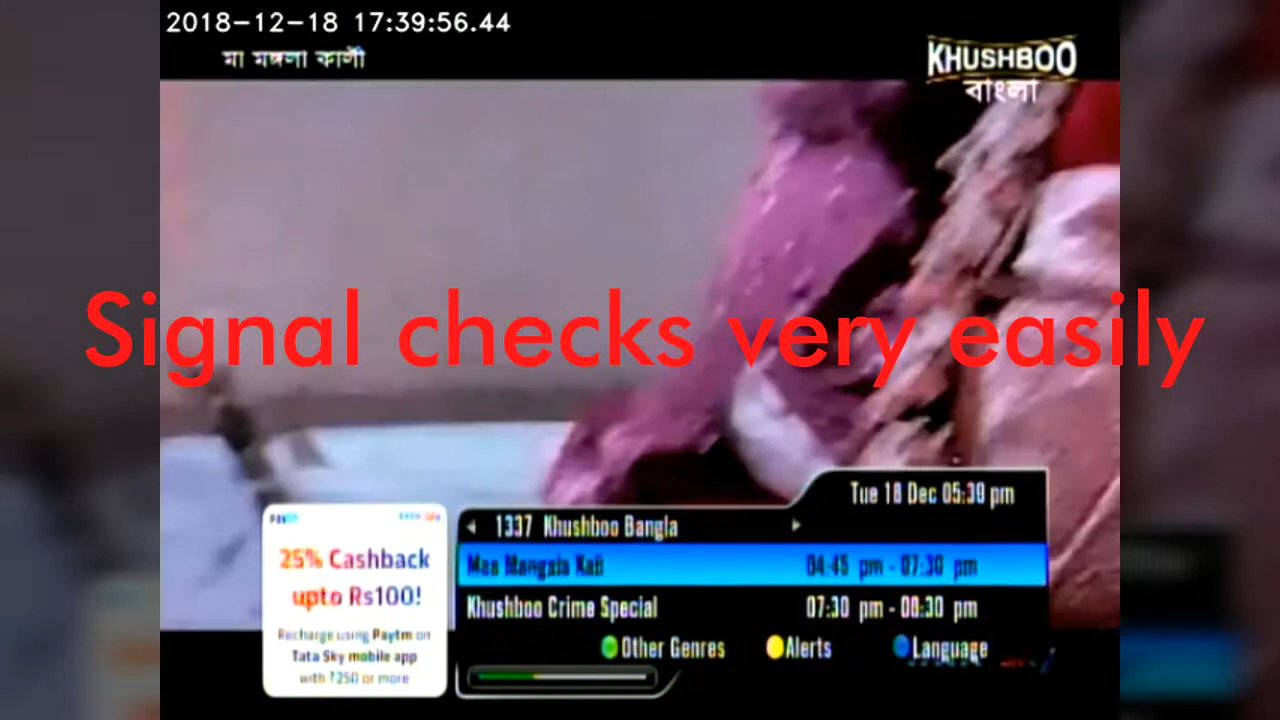 2018-12-18 17:39:56.44
মা মঙ্গলা কালী
KHUSHBOO
বাংলা
Signal checks very easily
Tue 18 Dec 05:39 pm
1337 Khushboo Bangla
Maa Mangala Kali 04:45 pm - 07:30 pm
Khushboo Crime Special 07:30 pm - 08:30 pm
Other Genres Alerts Language
Paytm
25% Cashback
upto Rs100!
Recharge using Paytm on
Tata Sky mobile app
with ₹250 or more